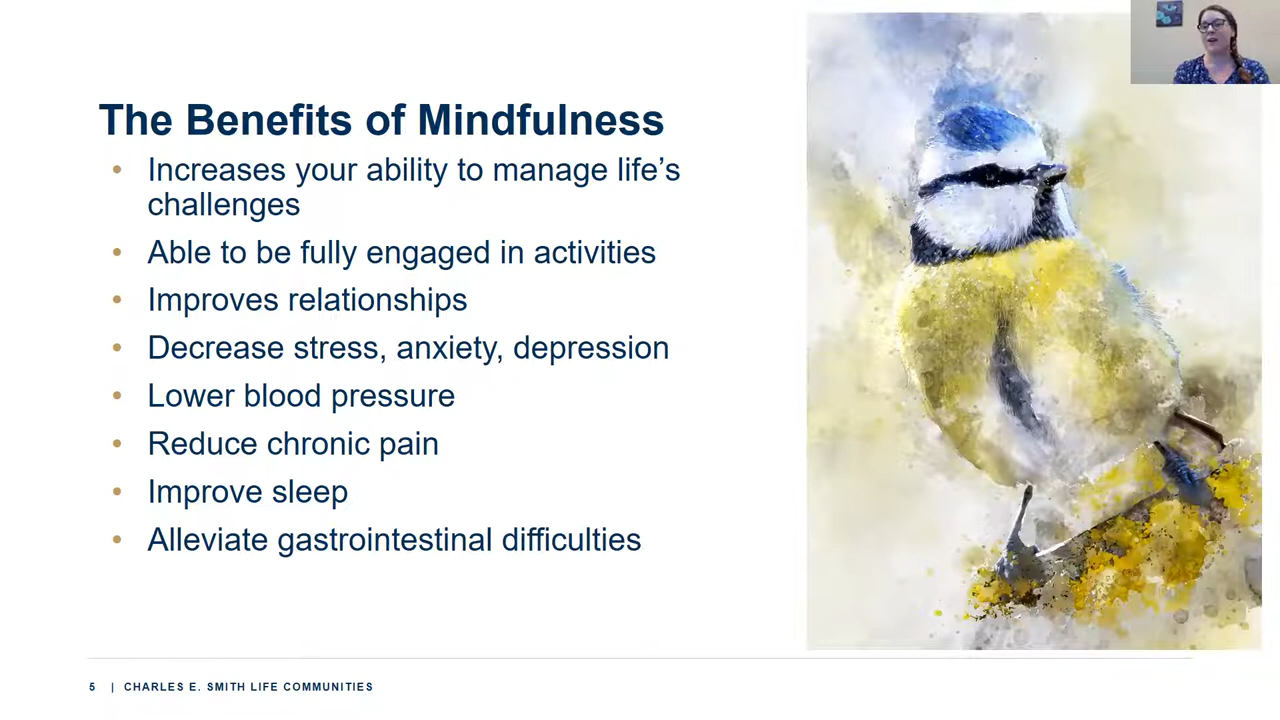 The Benefits of Mindfulness
• Increases your ability to manage life’s
challenges
• Able to be fully engaged in activities
• Improves relationships
• Decrease stress, anxiety, depression
• Lower blood pressure
• Reduce chronic pain
• Improve sleep
• Alleviate gastrointestinal difficulties
5 | CHARLES E. SMITH LIFE COMMUNITIES